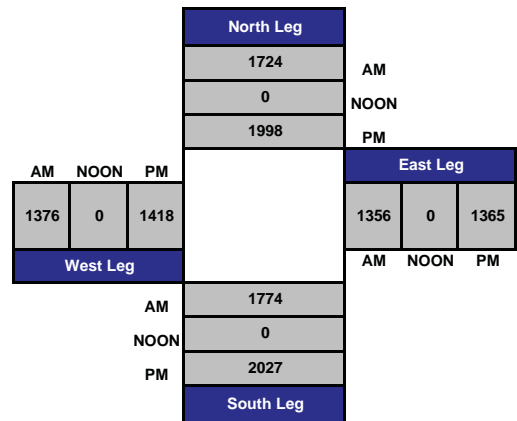 North Leg
1724 AM
0 NOON
1998 PM
AM NOON PM
East Leg
1376 0 1418
1356 0 1365
West Leg
AM NOON PM
AM 1774
NOON 0
PM 2027
South Leg